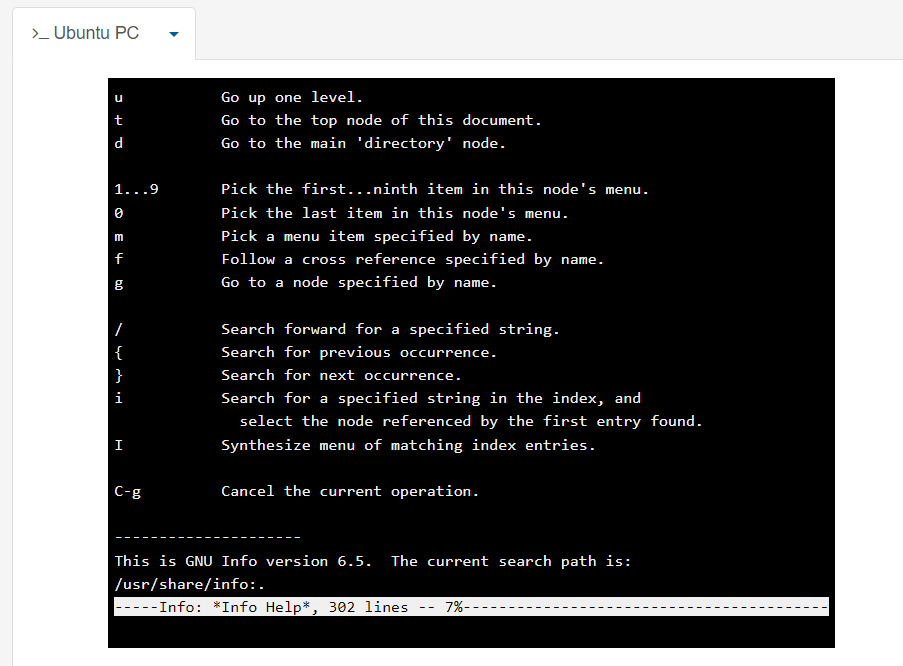 >_ Ubuntu PC
u           Go up one level.
t           Go to the top node of this document.
d           Go to the main 'directory' node.
1...9       Pick the first...ninth item in this node's menu.
0           Pick the last item in this node's menu.
m           Pick a menu item specified by name.
f           Follow a cross reference specified by name.
g           Go to a node specified by name.
/           Search forward for a specified string.
{           Search for previous occurrence.
}           Search for next occurrence.
i           Search for a specified string in the index, and
              select the node referenced by the first entry found.
I           Synthesize menu of matching index entries.
C-g         Cancel the current operation.
---------------------
This is GNU Info version 6.5.  The current search path is:
/usr/share/info:.
-----Info: *Info Help*, 302 lines -- 7%-----------------------------------------